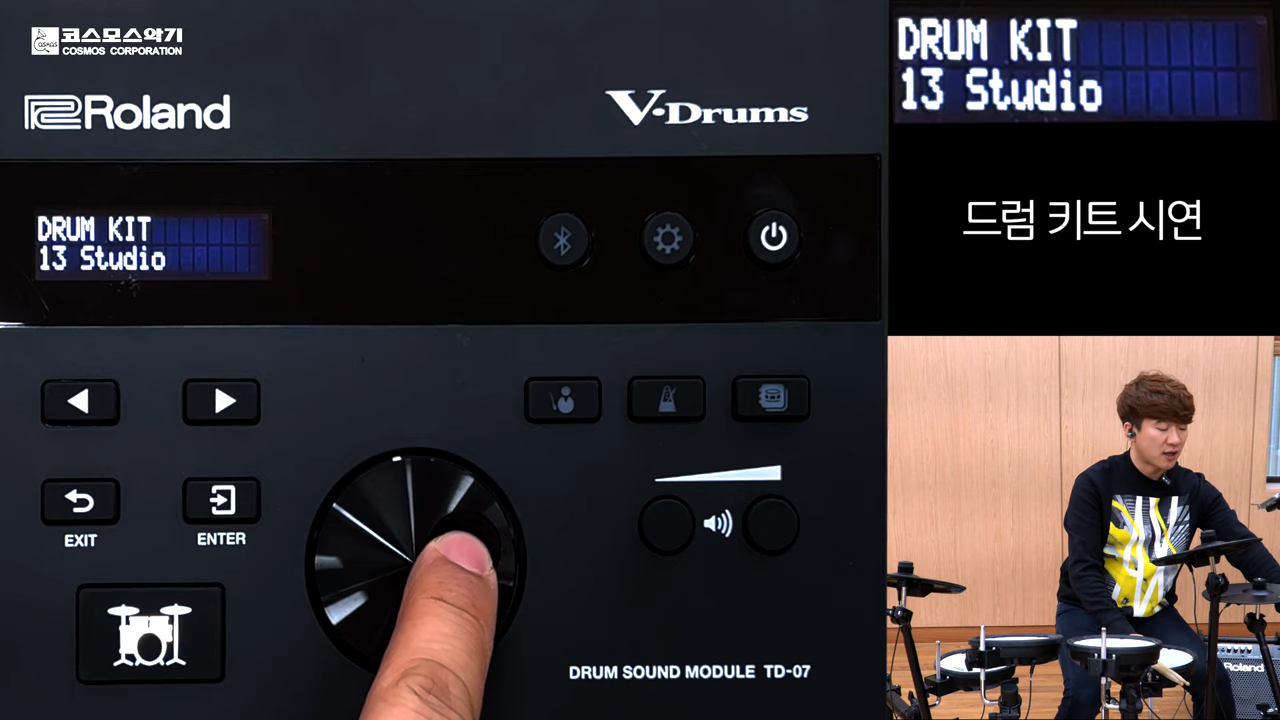 코스모스악기
COSMOS CORPORATION
Roland
V-Drums
DRUM KIT
13 Studio
EXIT
ENTER
DRUM SOUND MODULE TD-07
DRUM KIT
13 Studio
드럼 키트 시연
Roland